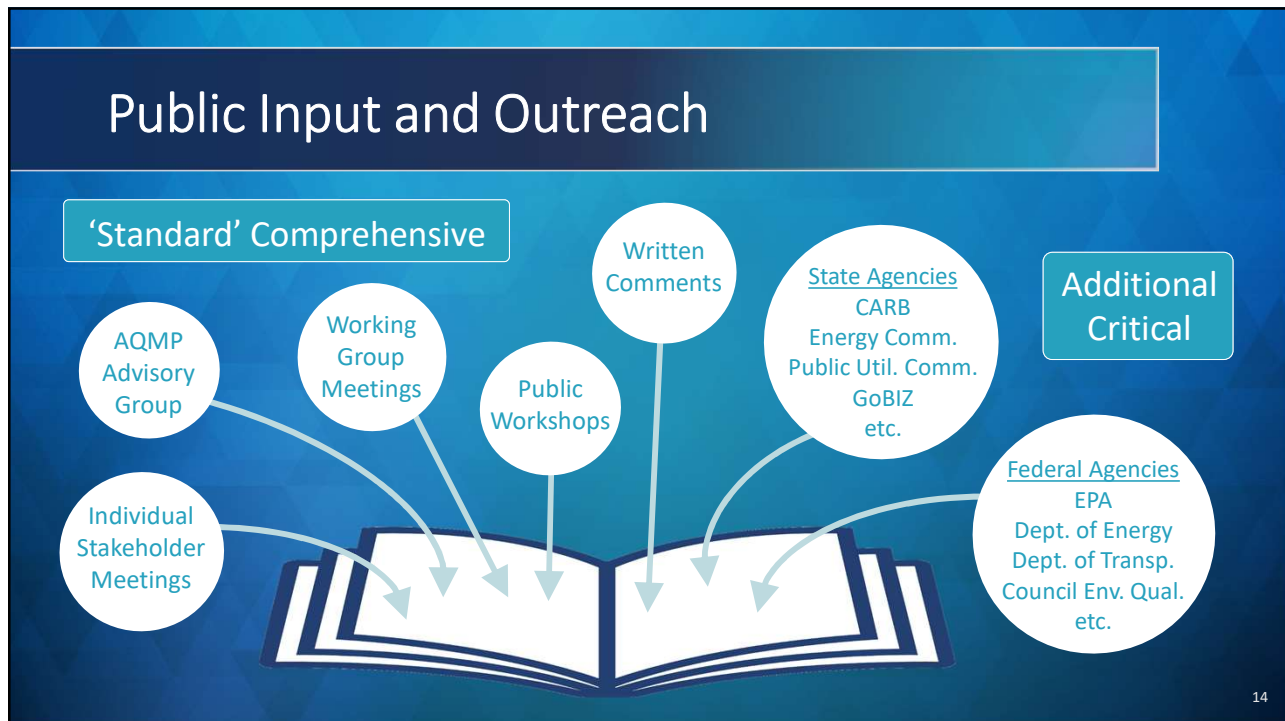 Public Input and Outreach
‘Standard’ Comprehensive
AQMP
Advisory
Group
Individual
Stakeholder
Meetings
Working
Group
Meetings
Public
Workshops
Written
Comments
State Agencies
CARB
Energy Comm.
Public Util. Comm.
GoBIZ
etc.
Additional
Critical
Federal Agencies
EPA
Dept. of Energy
Dept. of Transp.
Council Env. Qual.
etc.
14